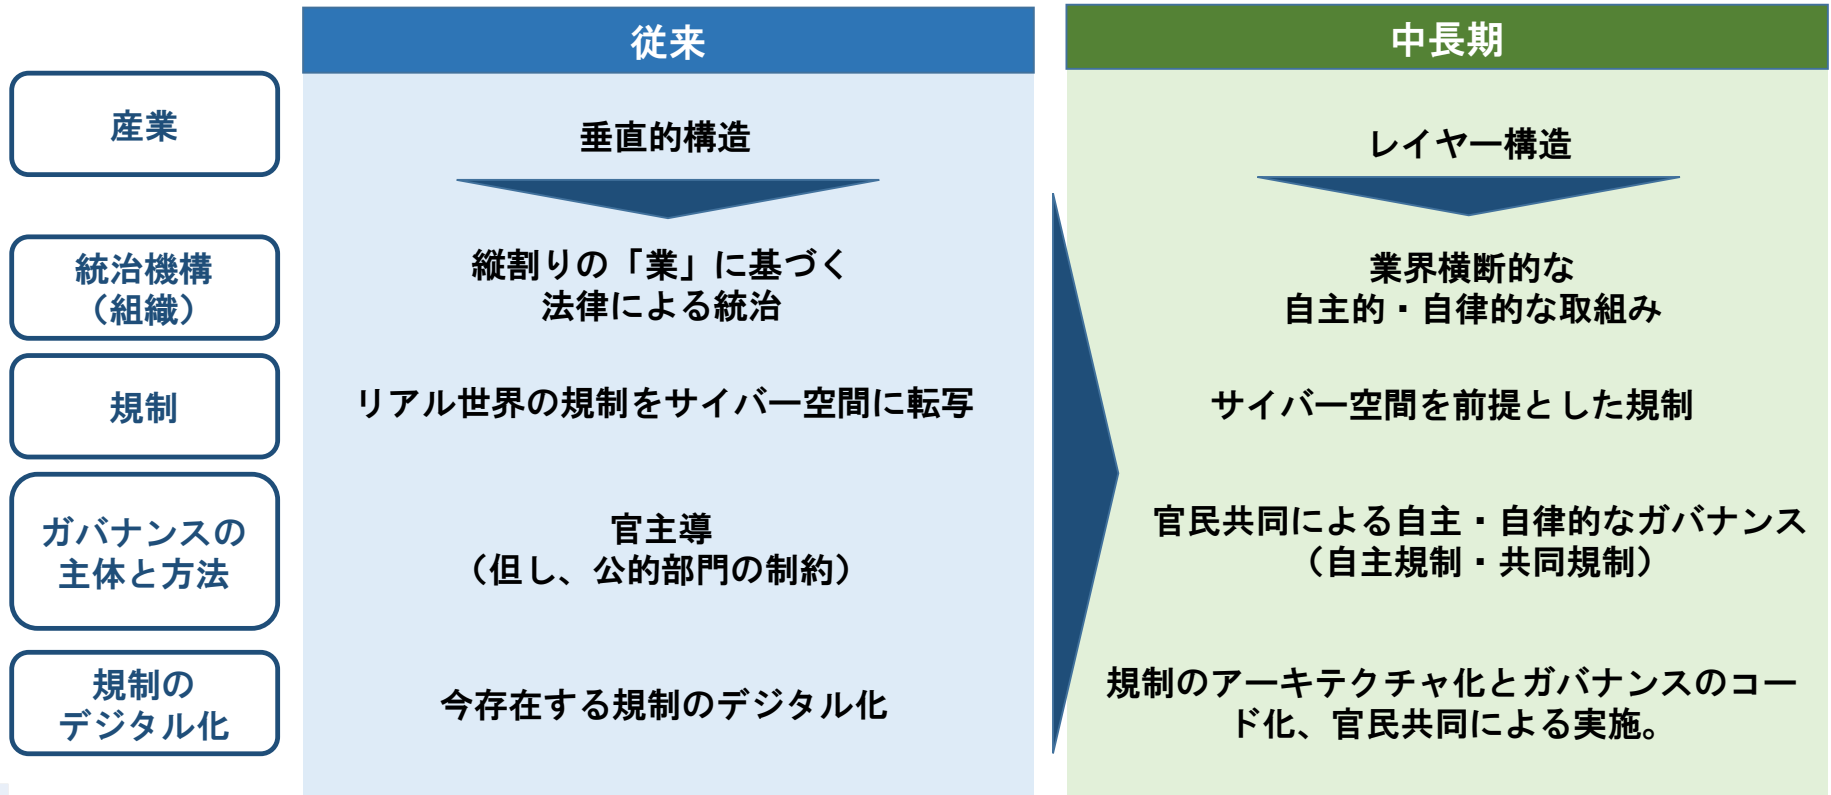 従来
中長期
産業
垂直的構造
レイヤー構造
統治機構
（組織）
縦割りの「業」に基づく
法律による統治
業界横断的な
自主的・自律的な取組み
規制
リアル世界の規制をサイバー空間に転写
サイバー空間を前提とした規制
ガバナンスの
主体と方法
官主導
（但し、公的部門の制約）
官民共同による自主・自律的なガバナンス
（自主規制・共同規制）
規制の
デジタル化
今存在する規制のデジタル化
規制のアーキテクチャ化とガバナンスのコー
ド化、官民共同による実施。